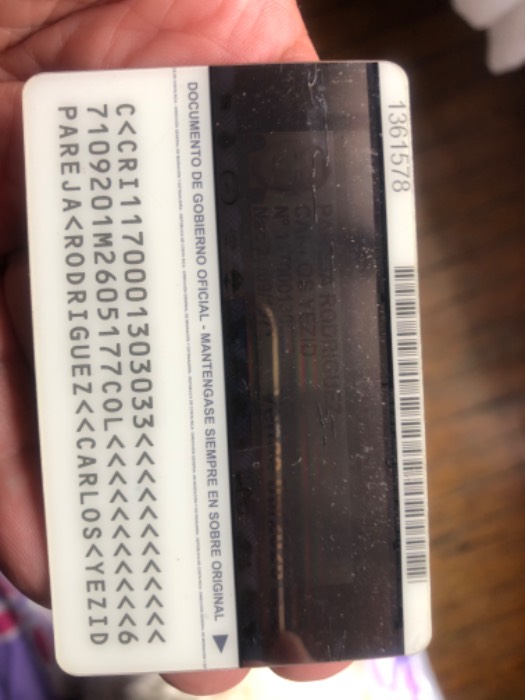 1361578
DOCUMENTO DE GOBIERNO OFICIAL - MANTENGASE SIEMPRE EN SOBRE ORIGINAL
C<CRI1170001303033<<<<<<<<<<<<
7109201M2605177COL<<<<<<<<<<<6
PAREJA<RODRIGUEZ<<CARLOS<YEZID